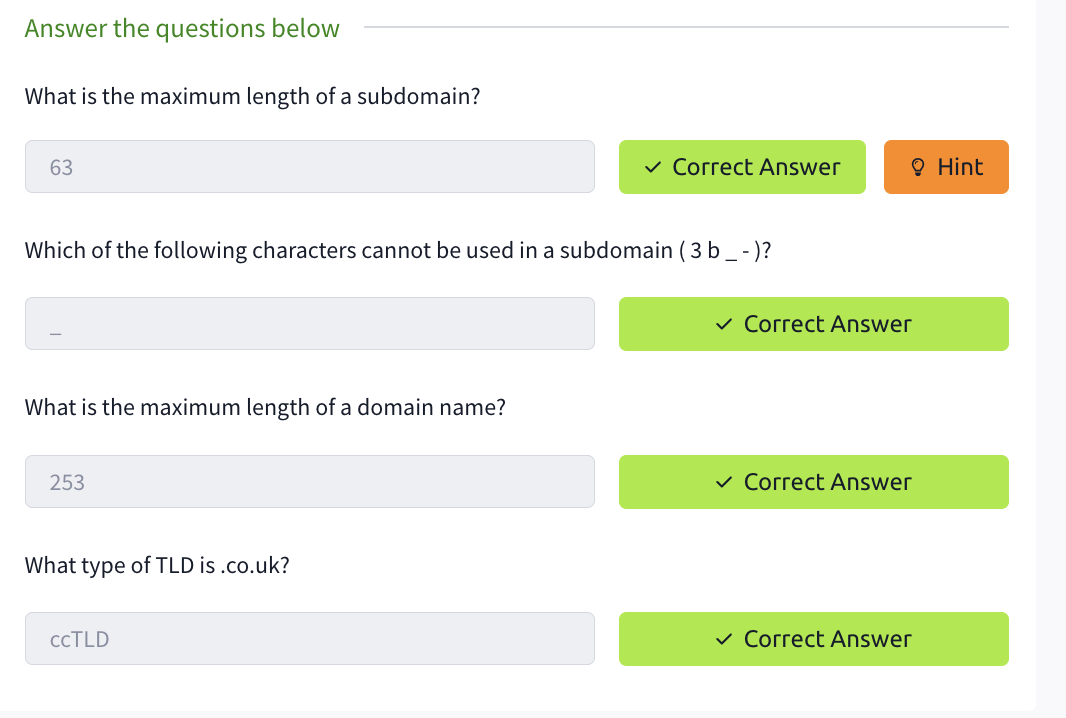 Answer the questions below
What is the maximum length of a subdomain?
63
Correct Answer
Hint
Which of the following characters cannot be used in a subdomain ( 3 b _ - )?
_
Correct Answer
What is the maximum length of a domain name?
253
Correct Answer
What type of TLD is .co.uk?
ccTLD
Correct Answer